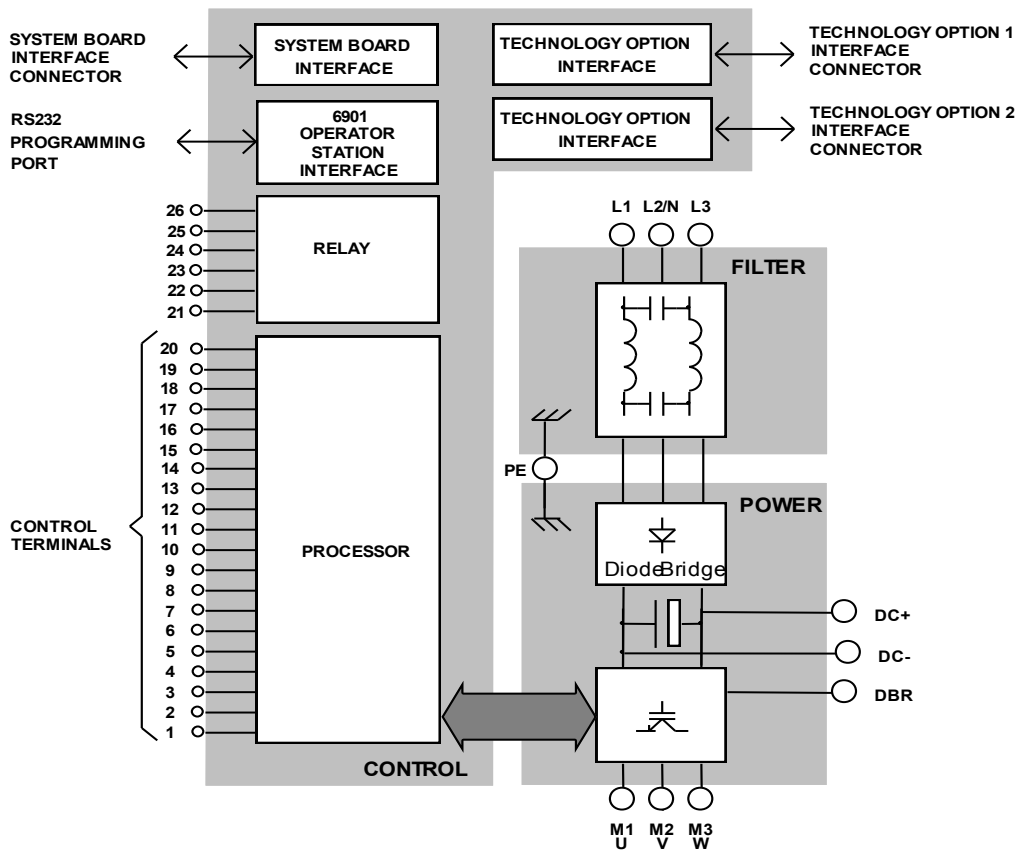 SYSTEM BOARD
INTERFACE
CONNECTOR
SYSTEM BOARD
INTERFACE
TECHNOLOGY OPTION
INTERFACE
TECHNOLOGY OPTION 1
INTERFACE
CONNECTOR
RS232
PROGRAMMING
PORT
6901
OPERATOR
STATION
INTERFACE
TECHNOLOGY OPTION
INTERFACE
TECHNOLOGY OPTION 2
INTERFACE
CONNECTOR
26
25
24
23
22
21
RELAY
L1 L2/N L3
FILTER
CONTROL
TERMINALS
20
19
18
17
16
15
14
13
12
11
10
9
8
7
6
5
4
3
2
1
PROCESSOR
CONTROL
PE
POWER
DiodeBridge
DC+
DC-
DBR
M1 M2 M3
U V W